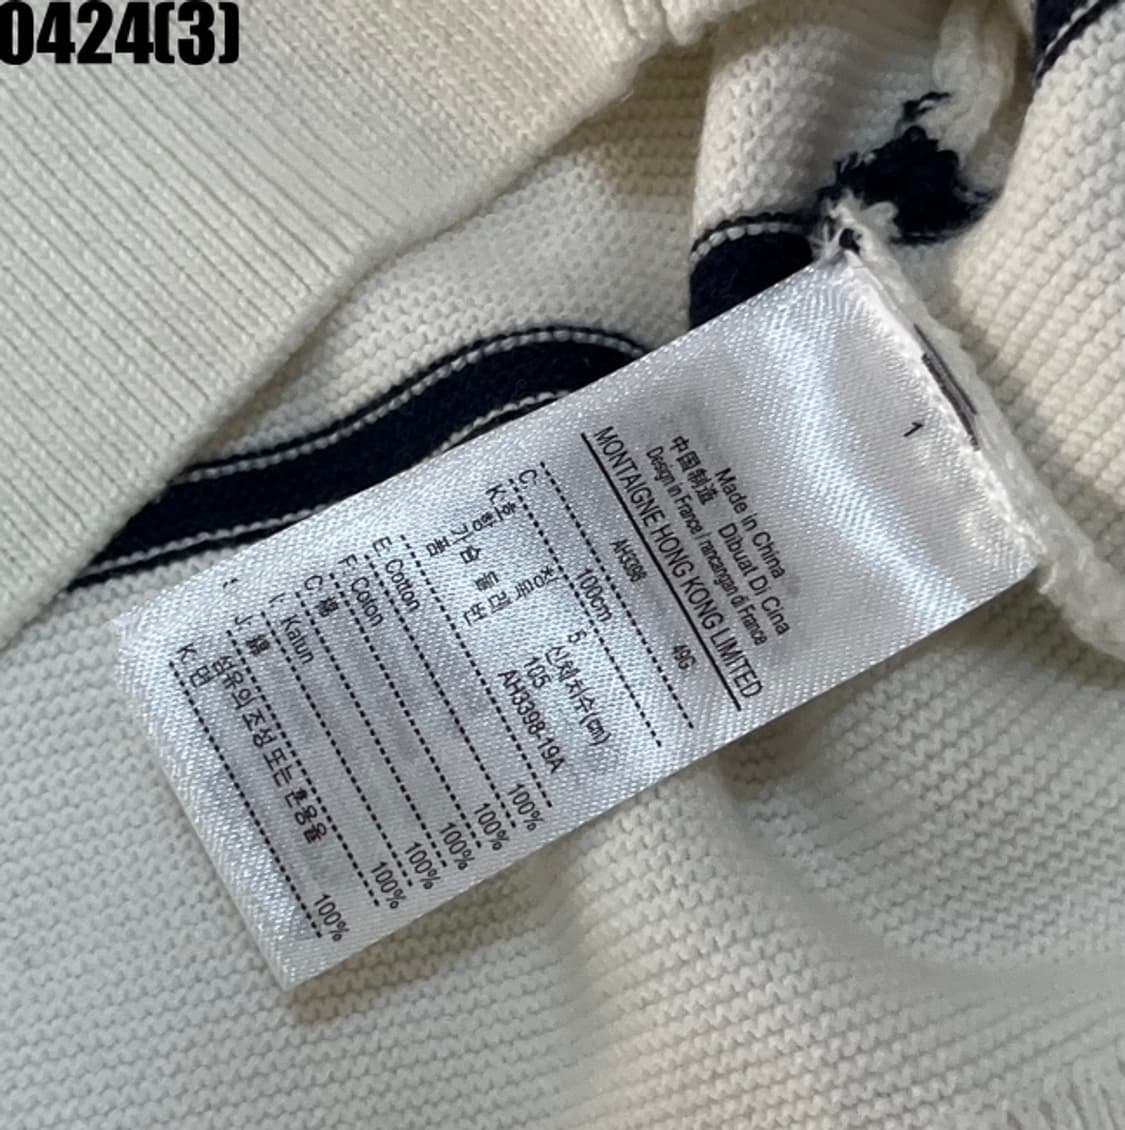 0424(3)
1
Made in China Dibuat Di Cina
中国制造
Design in France / rancangan di France
MONTAIGNE HONG KONG LIMITED
AH3398 49G
C: 100cm 5
K:호칭 신체치수(cm)
가슴둘레 105
품번 AH3398-19A
E. Cotton 100%
F. Coton 100%
C. 棉 100%
I. Katun 100%
J. 綿 100%
섬유의 조성 또는 혼용율
K. 면 100%